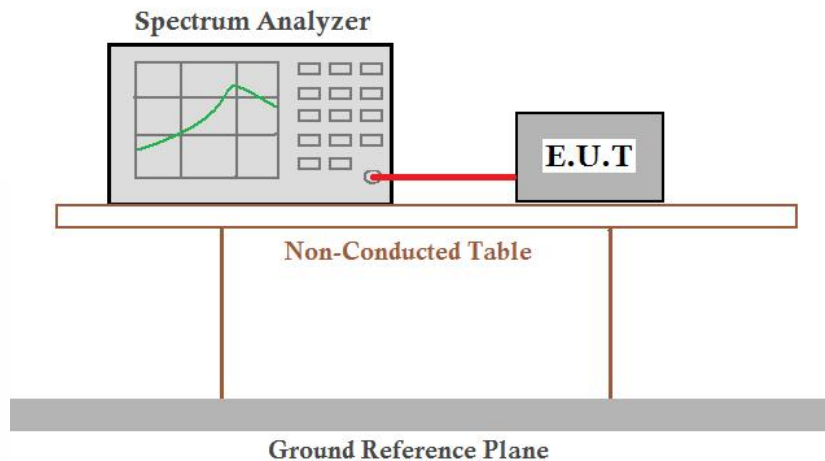 Spectrum Analyzer
E.U.T
Non-Conducted Table
Ground Reference Plane